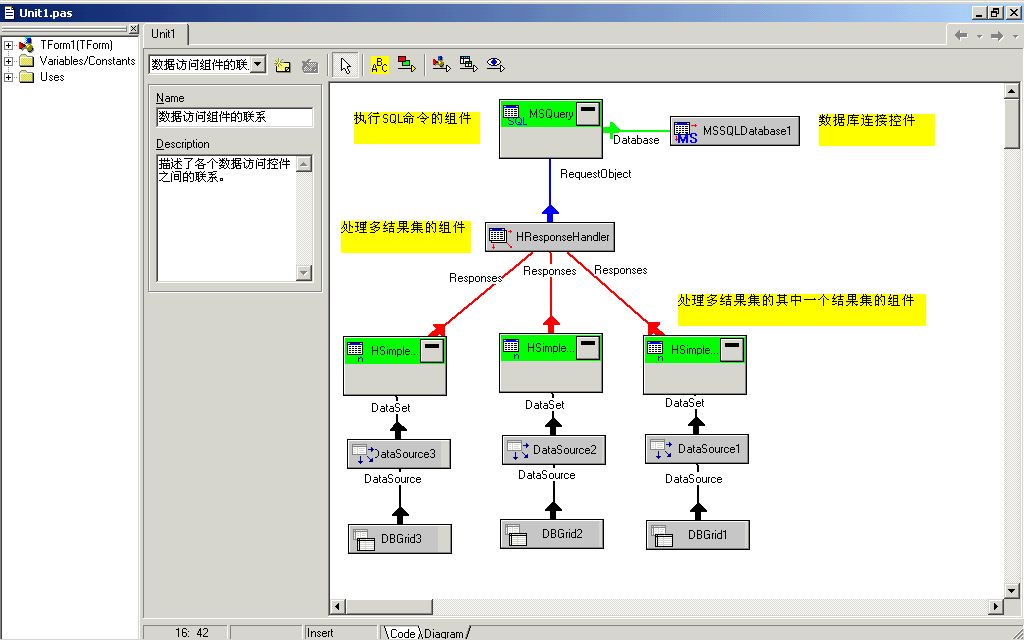 Unit1.pas
TForm1(TForm)
Variables/Constants
Uses
Unit1
数据访问组件的联
ABC
Name
数据访问组件的联系
Description
描述了各个数据访问控件
之间的联系。
执行SQL命令的组件
SQL
MSQuery
Database
MS
MSSQLDatabase1
数据库连接控件
RequestObject
处理多结果集的组件
HResponseHandler
Responses
Responses
Responses
处理多结果集的其中一个结果集的组件
n
HSimple...
n
HSimple...
n
HSimple...
DataSet
DataSet
DataSet
DataSource3
DataSource2
DataSource1
DataSource
DataSource
DataSource
DBGrid3
DBGrid2
DBGrid1
16: 42
Insert
Code
Diagram